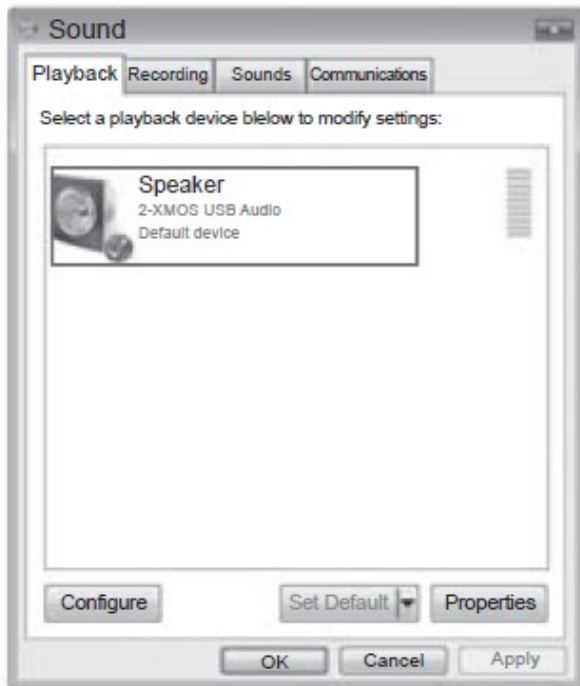 Sound
Playback Recording Sounds Communications
Select a playback device blelow to modify settings:
Speaker
2-XMOS USB Audio
Default device
Configure Set Default Properties
OK Cancel Apply